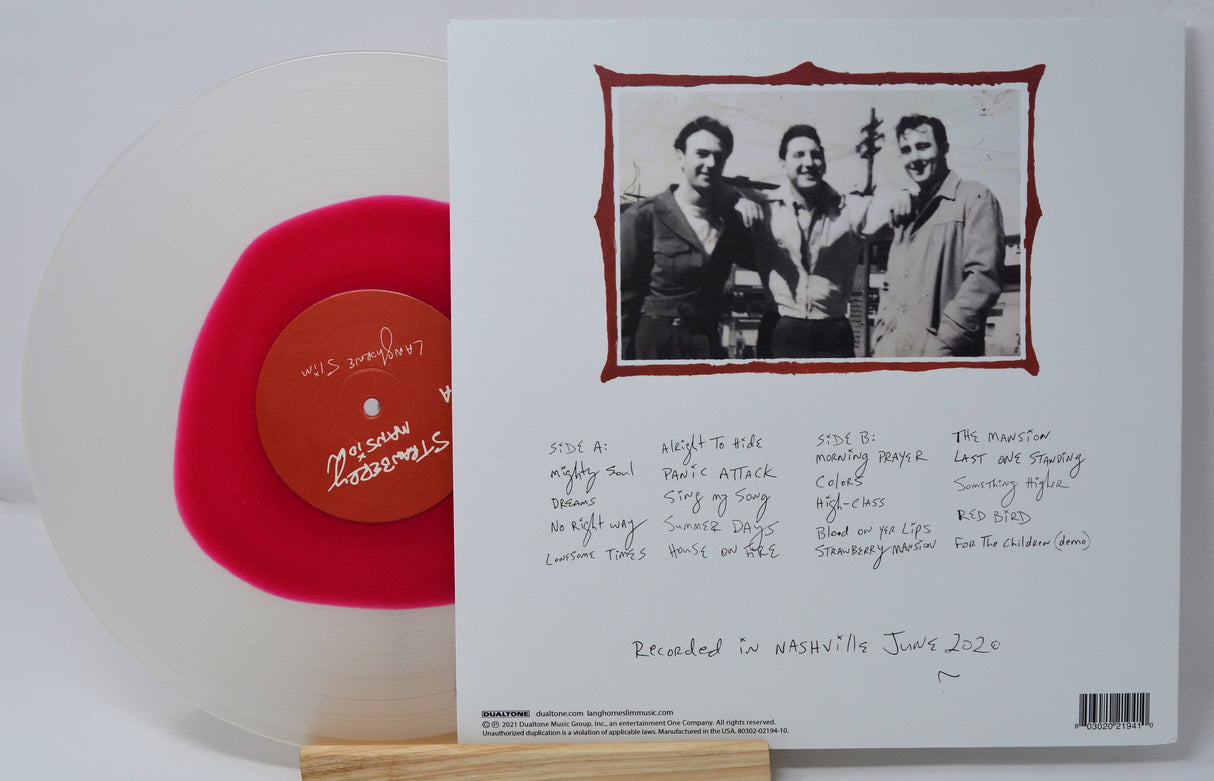 Langhorne Slim
A
STRAWBERRY
MANSION
SiDE A:
Mighty Soul
DREAMS
No Right WAy
LoneSome TimES
Alright To HiDE
PANiC ATTACK
Sing my Song
SUMMER DAYS
HOUSE ON FiRE
SiDE B:
MORNING PRAYER
COLORS
High-CLASS
Blood on YER LiPS
STRAWBERRY MANSiON
THE MANSiON
LAST ONE STANDiNg
SomEThing HigHER
RED BiRD
FoR The ChilDREN (demo)
Recorded iN NASHville JUNE 2020
~
DUALTONE dualtone.com langhorneslimmusic.com
© ℗ 2021 Dualtone Music Group. Inc., an entertainment One Company. All rights reserved.
Unauthorized duplication is a violation of applicable laws. Manufactured in the USA. 80302-02194-10.
8 03020 21941 0